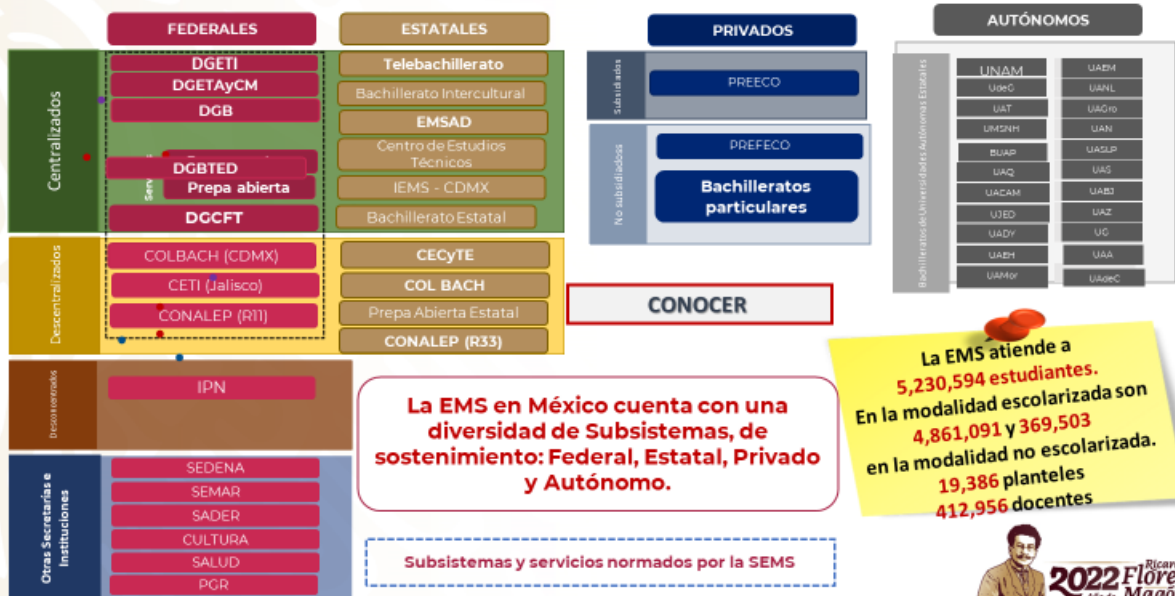 FEDERALES
ESTATALES
PRIVADOS
AUTÓNOMOS
Centralizados
DGETI
DGETAyCM
DGB
DGBTED
Serv
Prepa abierta
DGCFT
Telebachillerato
Bachillerato Intercultural
EMSAD
Centro de Estudios
Técnicos
IEMS - CDMX
Bachillerato Estatal
Descentralizados
COLBACH (CDMX)
CETI (Jalisco)
CONALEP (R11)
CECyTE
COL BACH
Prepa Abierta Estatal
CONALEP (R33)
Desconcentrados
IPN
Otras Secretarías e
Instituciones
SEDENA
SEMAR
SADER
CULTURA
SALUD
PGR
Subsidiados
PREECO
No subsidiadoss
PREFECO
Bachilleratos
particulares
Bachilleratos de Universidades Autónomas Estatales
UNAM
UdeG
UAT
UMSNH
BUAP
UAQ
UACAM
UJED
UADY
UAEH
UAMor
UAEM
UANL
UAGro
UAN
UASLP
UAS
UABJ
UAZ
UG
UAA
UAdeC
CONOCER
La EMS en México cuenta con una
diversidad de Subsistemas, de
sostenimiento: Federal, Estatal, Privado
y Autónomo.
Subsistemas y servicios normados por la SEMS
La EMS atiende a
5,230,594 estudiantes.
En la modalidad escolarizada son
4,861,091 y 369,503
en la modalidad no escolarizada.
19,386 planteles
412,956 docentes
2022
Ricar
Flore
Magó